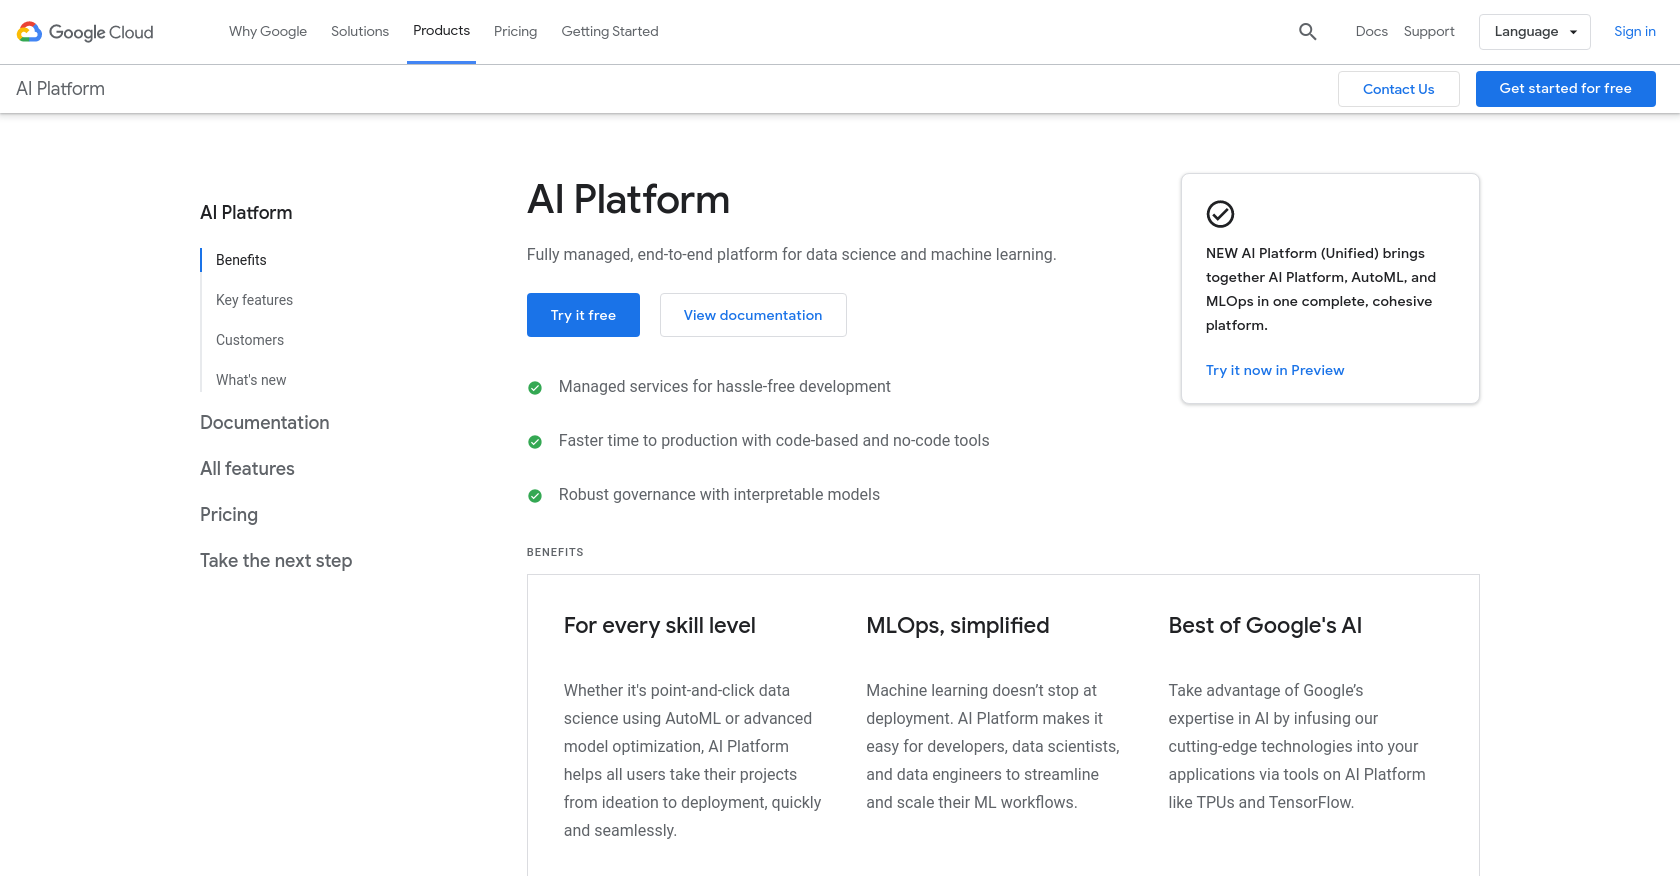 Google Cloud
Why Google
Solutions
Products
Pricing
Getting Started
Docs
Support
Language
Sign in
AI Platform
Contact Us
Get started for free
AI Platform
Benefits
Key features
Customers
What's new
Documentation
All features
Pricing
Take the next step
AI Platform
Fully managed, end-to-end platform for data science and machine learning.
Try it free
View documentation
Managed services for hassle-free development
Faster time to production with code-based and no-code tools
Robust governance with interpretable models
NEW AI Platform (Unified) brings
together AI Platform, AutoML, and
MLOps in one complete, cohesive
platform.
Try it now in Preview
BENEFITS
For every skill level
Whether it's point-and-click data
science using AutoML or advanced
model optimization, AI Platform
helps all users take their projects
from ideation to deployment, quickly
and seamlessly.
MLOps, simplified
Machine learning doesn’t stop at
deployment. AI Platform makes it
easy for developers, data scientists,
and data engineers to streamline
and scale their ML workflows.
Best of Google's AI
Take advantage of Google’s
expertise in AI by infusing our
cutting-edge technologies into your
applications via tools on AI Platform
like TPUs and TensorFlow.